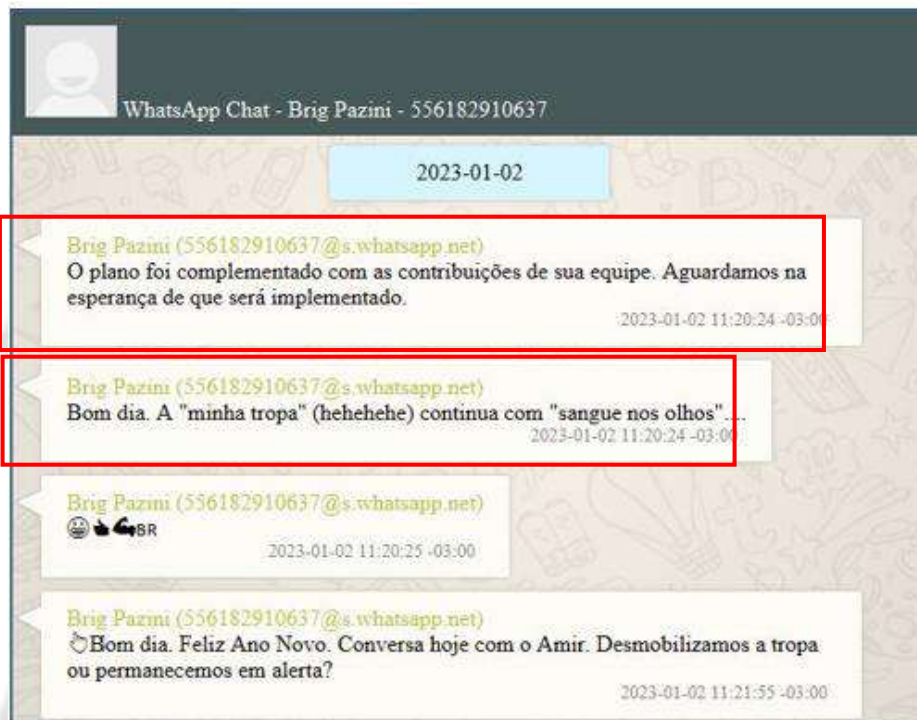 WhatsApp Chat - Brig Pazini - 556182910637
2023-01-02
Brig Pazini (556182910637@s.whatsapp.net)
O plano foi complementado com as contribuições de sua equipe. Aguardamos na
esperança de que será implementado.
2023-01-02 11:20:24 -03:00
Brig Pazini (556182910637@s.whatsapp.net)
Bom dia. A "minha tropa" (hehehehe) continua com "sangue nos olhos"....
2023-01-02 11:20:24 -03:00
Brig Pazini (556182910637@s.whatsapp.net)
😀👍💪BR
2023-01-02 11:20:25 -03:00
Brig Pazini (556182910637@s.whatsapp.net)
👆Bom dia. Feliz Ano Novo. Conversa hoje com o Amir. Desmobilizamos a tropa
ou permanecemos em alerta?
2023-01-02 11:21:55 -03:00